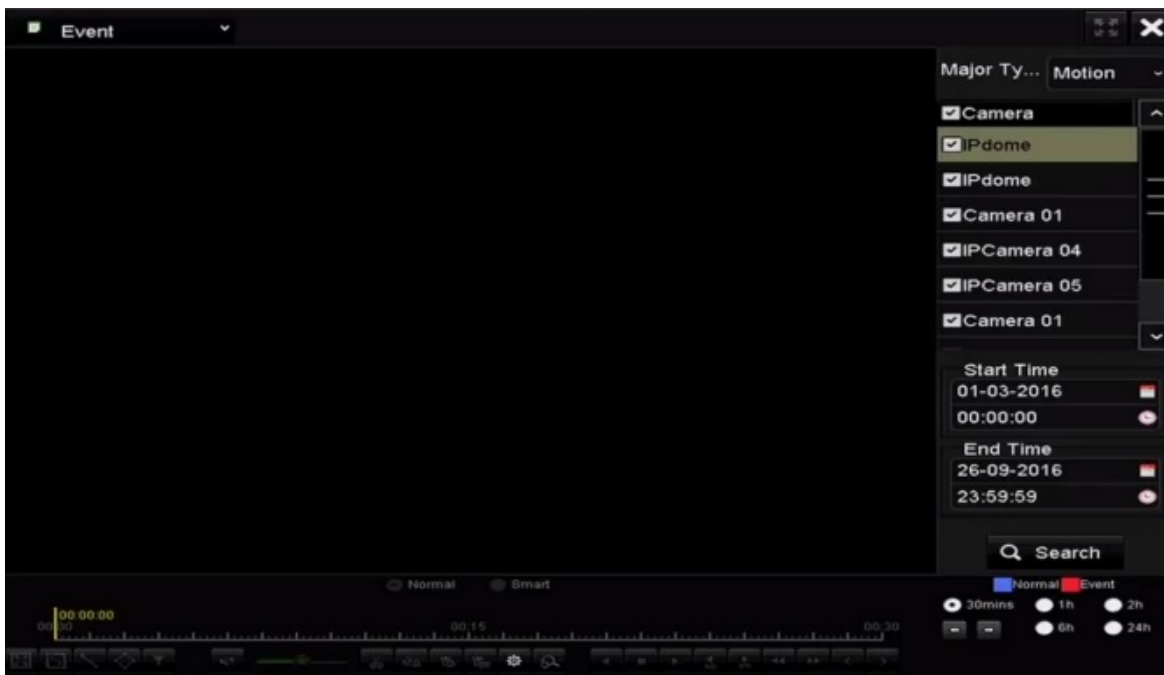 Event
Major Ty... Motion
Camera
IPdome
IPdome
Camera 01
IPCamera 04
IPCamera 05
Camera 01
Start Time
01-03-2016
00:00:00
End Time
26-09-2016
23:59:59
Search
Normal Smart
Normal Event
00:00:00
00:15 00:30
30mins 1h 2h
6h 24h